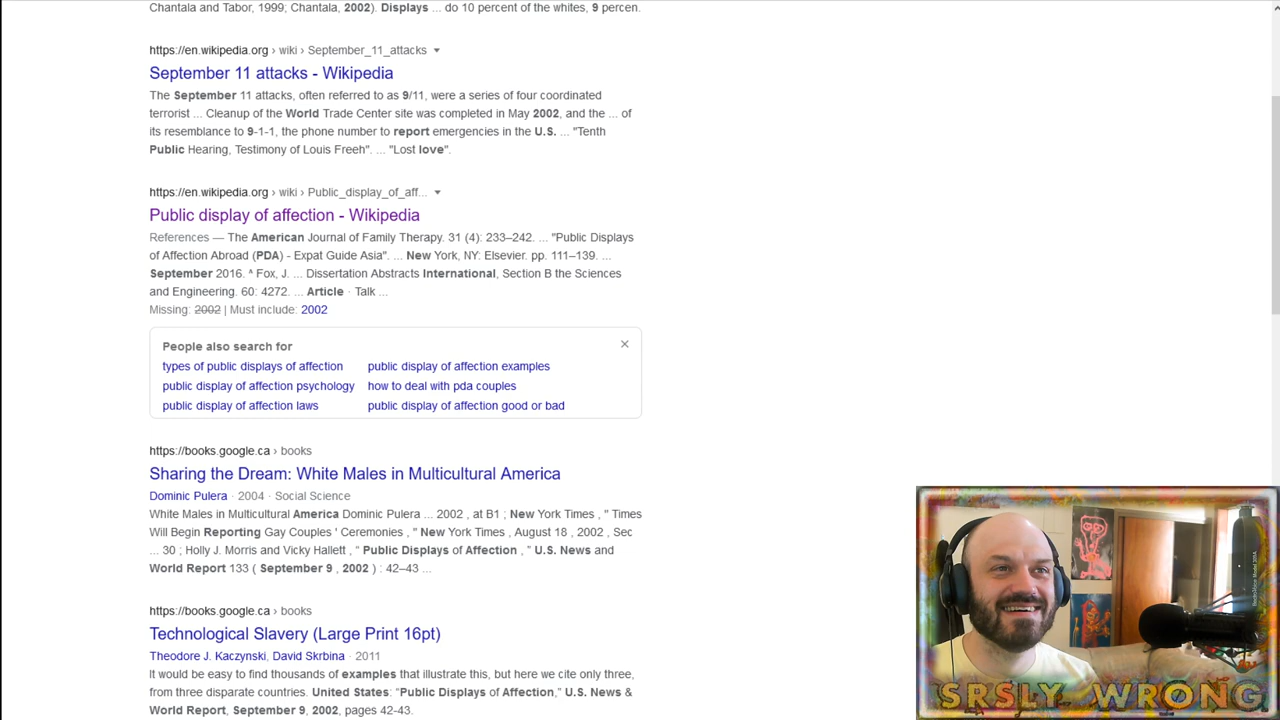 Chantala and Tabor, 1999; Chantala, 2002). Displays ... do 10 percent of the whites, 9 percen.
https://en.wikipedia.org › wiki › September_11_attacks
September 11 attacks - Wikipedia
The September 11 attacks, often referred to as 9/11, were a series of four coordinated
terrorist ... Cleanup of the World Trade Center site was completed in May 2002, and the ... of
its resemblance to 9-1-1, the phone number to report emergencies in the U.S. ... "Tenth
Public Hearing, Testimony of Louis Freeh". ... "Lost love".
https://en.wikipedia.org › wiki › Public_display_of_aff...
Public display of affection - Wikipedia
References — The American Journal of Family Therapy. 31 (4): 233–242. ... "Public Displays
of Affection Abroad (PDA) - Expat Guide Asia". ... New York, NY. Elsevier. pp. 111–139. ...
September 2016. ^ Fox, J. ... Dissertation Abstracts International, Section B the Sciences
and Engineering. 60: 4272. ... Article · Talk ...
Missing: 2002 | Must include: 2002
People also search for
types of public displays of affection
public display of affection examples
public display of affection psychology
how to deal with pda couples
public display of affection laws
public display of affection good or bad
https://books.google.ca › books
Sharing the Dream: White Males in Multicultural America
Dominic Pulera · 2004 · Social Science
White Males in Multicultural America Dominic Pulera ... 2002 , at B1 ; New York Times , " Times
Will Begin Reporting Gay Couples ' Ceremonies , " New York Times , August 18 , 2002 , Sec
... 30 ; Holly J. Morris and Vicky Hallett , " Public Displays of Affection , " U.S. News and
World Report 133 ( September 9 , 2002 ) : 42–43 ...
https://books.google.ca › books
Technological Slavery (Large Print 16pt)
Theodore J. Kaczynski, David Skrbina · 2011
It would be easy to find thousands of examples that illustrate this, but here we cite only three,
from three disparate countries. United States: “Public Displays of Affection,” U.S. News &
World Report, September 9, 2002, pages 42-43.
SRSLY WRONG